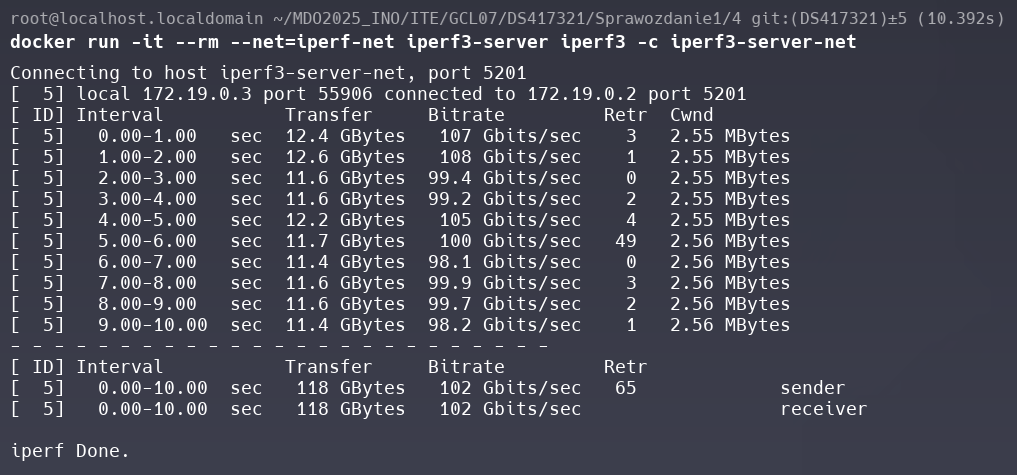 root@localhost.localdomain ~/MDO2025_INO/ITE/GCL07/DS417321/Sprawozdanie1/4 git:(DS417321)±5 (10.392s)
docker run -it --rm --net=iperf-net iperf3-server iperf3 -c iperf3-server-net
Connecting to host iperf3-server-net, port 5201
[  5] local 172.19.0.3 port 55906 connected to 172.19.0.2 port 5201
[ ID] Interval           Transfer     Bitrate         Retr  Cwnd
[  5]   0.00-1.00   sec  12.4 GBytes   107 Gbits/sec    3   2.55 MBytes
[  5]   1.00-2.00   sec  12.6 GBytes   108 Gbits/sec    1   2.55 MBytes
[  5]   2.00-3.00   sec  11.6 GBytes  99.4 Gbits/sec    0   2.55 MBytes
[  5]   3.00-4.00   sec  11.6 GBytes  99.2 Gbits/sec    2   2.55 MBytes
[  5]   4.00-5.00   sec  12.2 GBytes   105 Gbits/sec    4   2.55 MBytes
[  5]   5.00-6.00   sec  11.7 GBytes   100 Gbits/sec   49   2.56 MBytes
[  5]   6.00-7.00   sec  11.4 GBytes  98.1 Gbits/sec    0   2.56 MBytes
[  5]   7.00-8.00   sec  11.6 GBytes  99.9 Gbits/sec    3   2.56 MBytes
[  5]   8.00-9.00   sec  11.6 GBytes  99.7 Gbits/sec    2   2.56 MBytes
[  5]   9.00-10.00  sec  11.4 GBytes  98.2 Gbits/sec    1   2.56 MBytes
- - - - - - - - - - - - - - - - - - - - - - - - -
[ ID] Interval           Transfer     Bitrate         Retr
[  5]   0.00-10.00  sec   118 GBytes   102 Gbits/sec   65             sender
[  5]   0.00-10.00  sec   118 GBytes   102 Gbits/sec                  receiver
iperf Done.